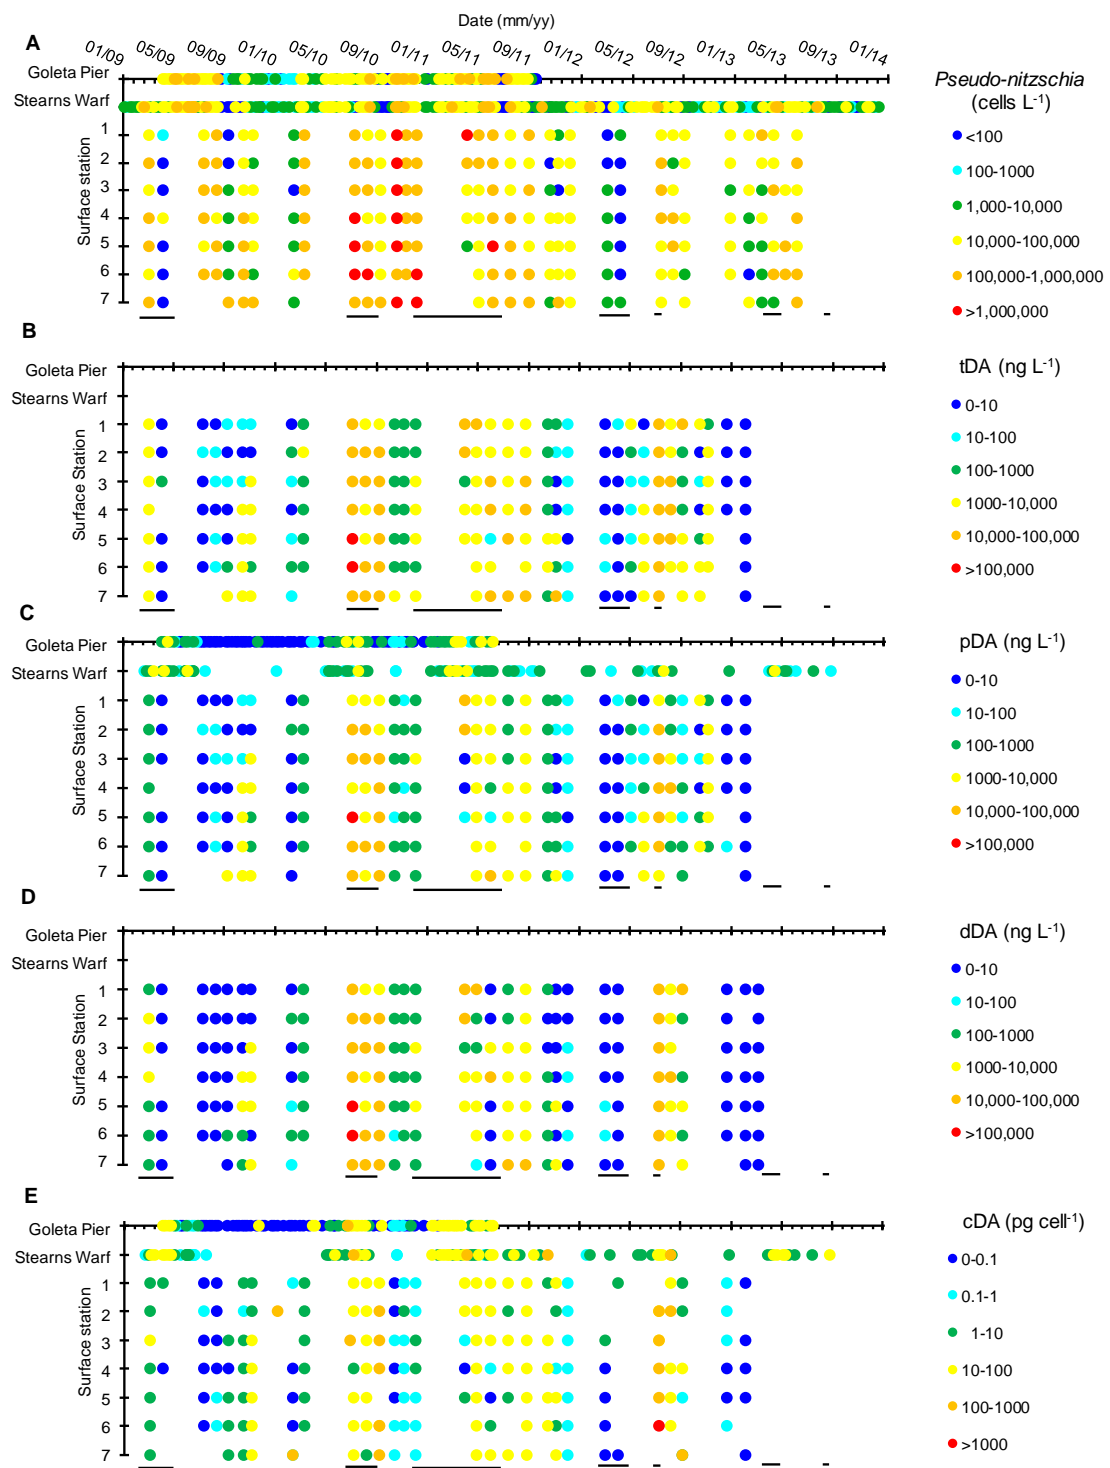 Date (mm/yy)
A
01/09 05/09 09/09 01/10 05/10 09/10 01/11 05/11 09/11 01/12 05/12 09/12 01/13 05/13 09/13 01/14
Goleta Pier
Stearns Warf
Surface station
1
2
3
4
5
6
7
Pseudo-nitzschia
(cells L-1)
<100
100-1000
1,000-10,000
10,000-100,000
100,000-1,000,000
>1,000,000
B
Goleta Pier
Stearns Warf
Surface Station
1
2
3
4
5
6
7
tDA (ng L-1)
0-10
10-100
100-1000
1000-10,000
10,000-100,000
>100,000
C
Goleta Pier
Stearns Warf
Surface Station
1
2
3
4
5
6
7
pDA (ng L-1)
0-10
10-100
100-1000
1000-10,000
10,000-100,000
>100,000
D
Goleta Pier
Stearns Warf
Surface Station
1
2
3
4
5
6
7
dDA (ng L-1)
0-10
10-100
100-1000
1000-10,000
10,000-100,000
>100,000
E
Goleta Pier
Stearns Warf
Surface station
1
2
3
4
5
6
7
cDA (pg cell-1)
0-0.1
0.1-1
1-10
10-100
100-1000
>1000